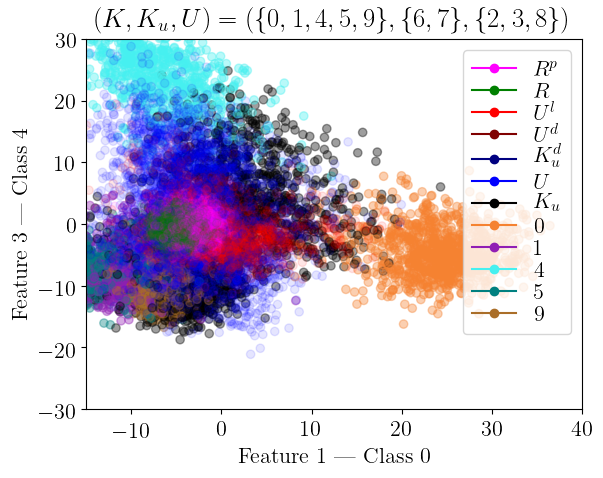 (K, K_u, U) = ({0, 1, 4, 5, 9}, {6, 7}, {2, 3, 8})
30
20
10
0
−10
−20
−30
Feature 3 — Class 4
R^p
R
U^l
U^d
K_u^d
U
K_u
0
1
4
5
9
−10
0
10
20
30
40
Feature 1 — Class 0